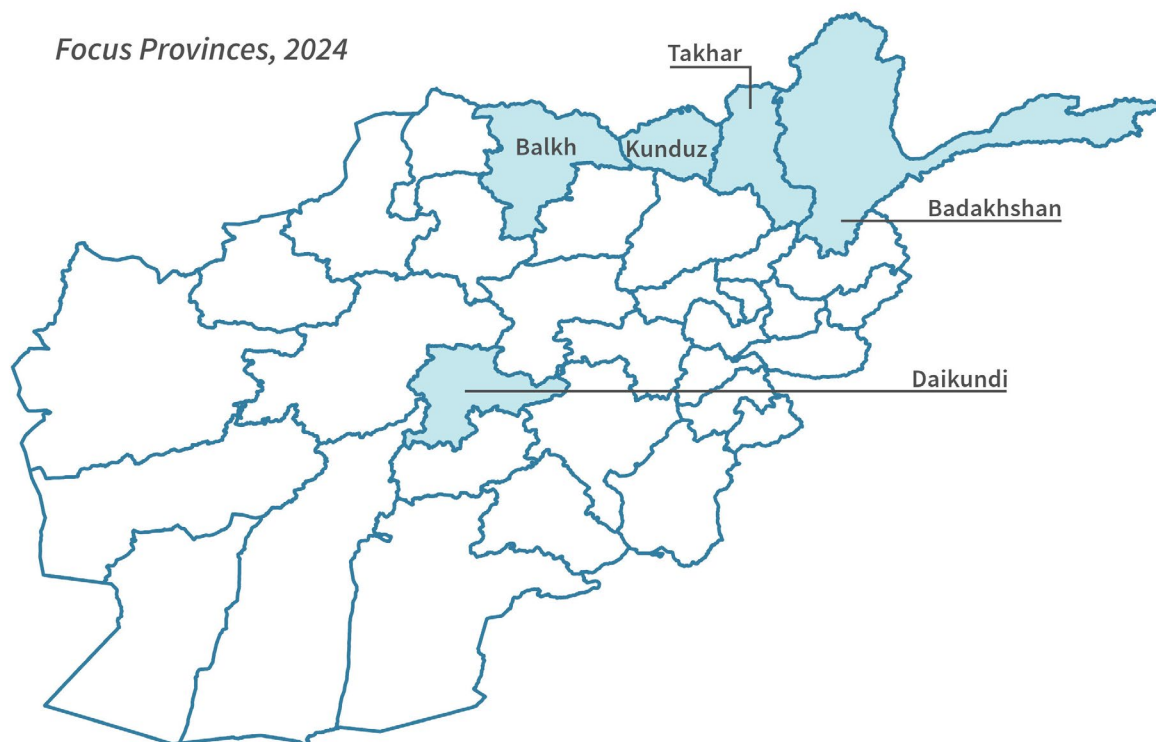 Focus Provinces, 2024
Takhar
Balkh
Kunduz
Badakhshan
Daikundi